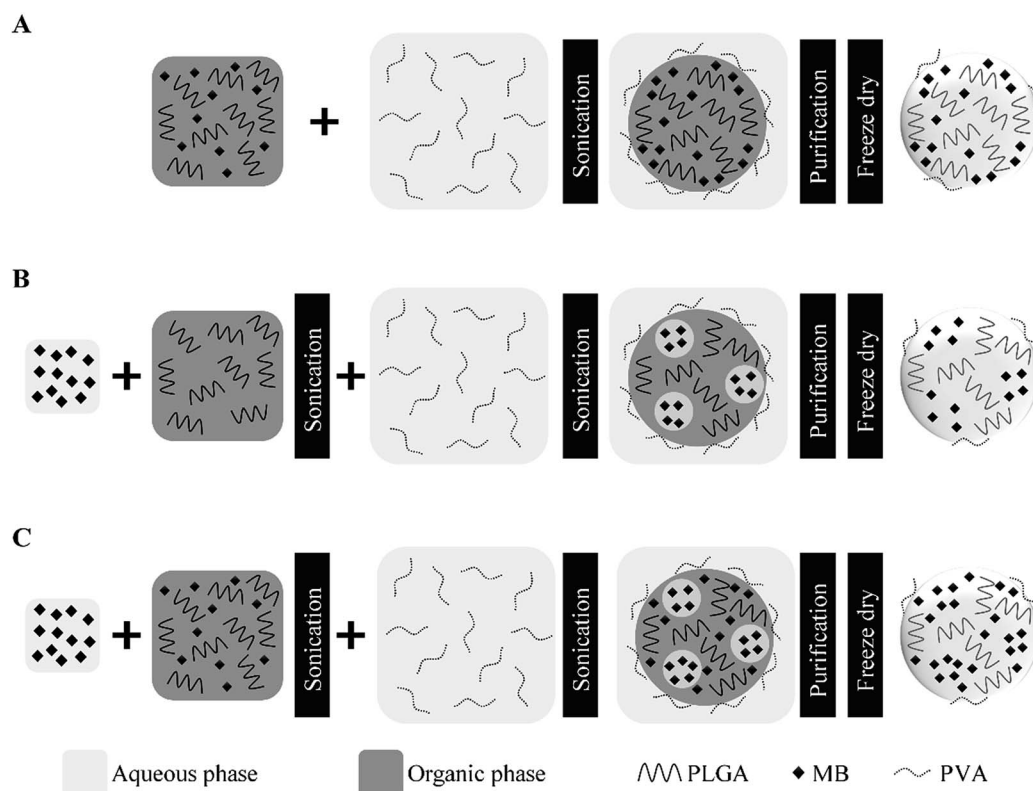 A
Sonication
Purification
Freeze dry
B
Sonication
Sonication
Purification
Freeze dry
C
Sonication
Sonication
Purification
Freeze dry
Aqueous phase
Organic phase
PLGA
MB
PVA